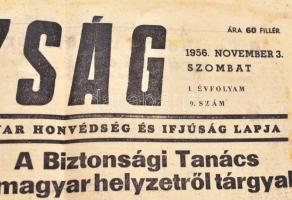 ÁRA 60 FILLÉR
ZSÁG
1956. NOVEMBER 3.
SZOMBAT
I. ÉVFOLYAM
9. SZÁM
YAR HONVÉDSÉG ÉS IFJÚSÁG LAPJA
A Biztonsági Tanács
magyar helyzetről tárgyal